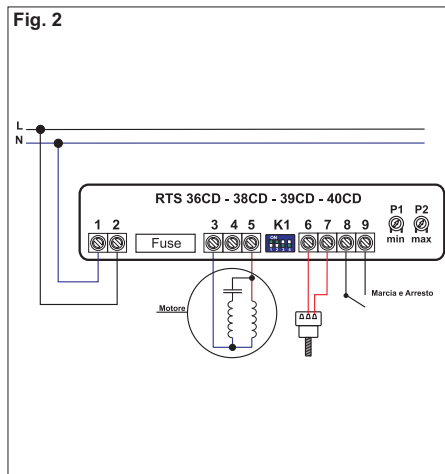 Fig. 2
L
N
RTS 36CD - 38CD - 39CD - 40CD
1 2 Fuse 3 4 5 K1 6 7 8 9 P1 P2
ON
min max
Motore
Marcia e Arresto